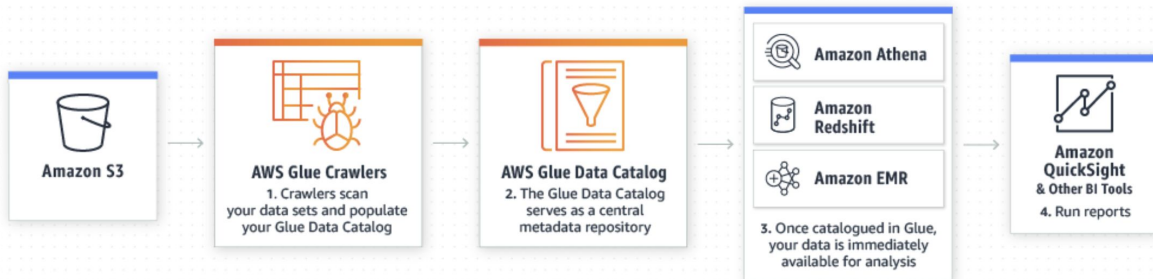 Amazon S3
AWS Glue Crawlers
1. Crawlers scan
your data sets and populate
your Glue Data Catalog
AWS Glue Data Catalog
2. The Glue Data Catalog
serves as a central
metadata repository
Amazon Athena
Amazon
Redshift
Amazon EMR
3. Once catalogued in Glue,
your data is immediately
available for analysis
Amazon
QuickSight
& Other BI Tools
4. Run reports